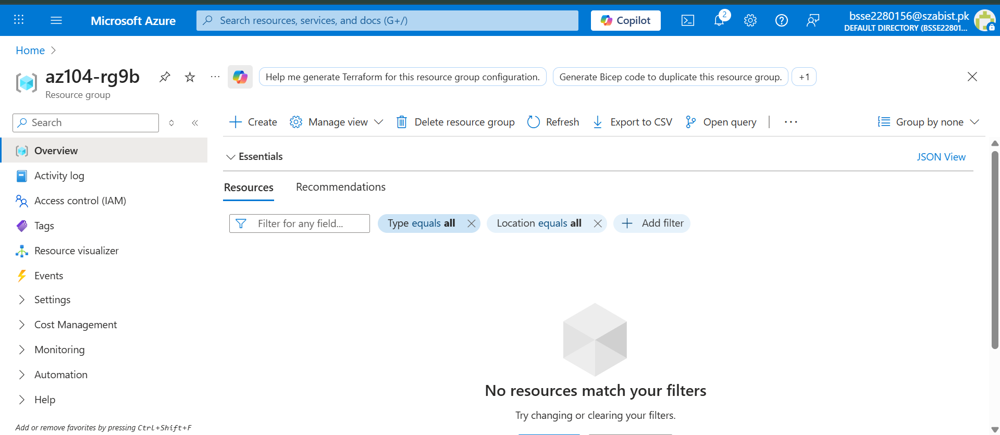 Microsoft Azure
Search resources, services, and docs (G+/)
Copilot
2
bsse2280156@szabist.pk
DEFAULT DIRECTORY (BSSE22801...
Home
az104-rg9b
Resource group
Help me generate Terraform for this resource group configuration.
Generate Bicep code to duplicate this resource group.
+1
Search
Create
Manage view
Delete resource group
Refresh
Export to CSV
Open query
Group by none
Overview
Activity log
Access control (IAM)
Tags
Resource visualizer
Events
Settings
Cost Management
Monitoring
Automation
Help
Add or remove favorites by pressing Ctrl+Shift+F
Essentials
JSON View
Resources
Recommendations
Filter for any field...
Type equals all
Location equals all
Add filter
No resources match your filters
Try changing or clearing your filters.